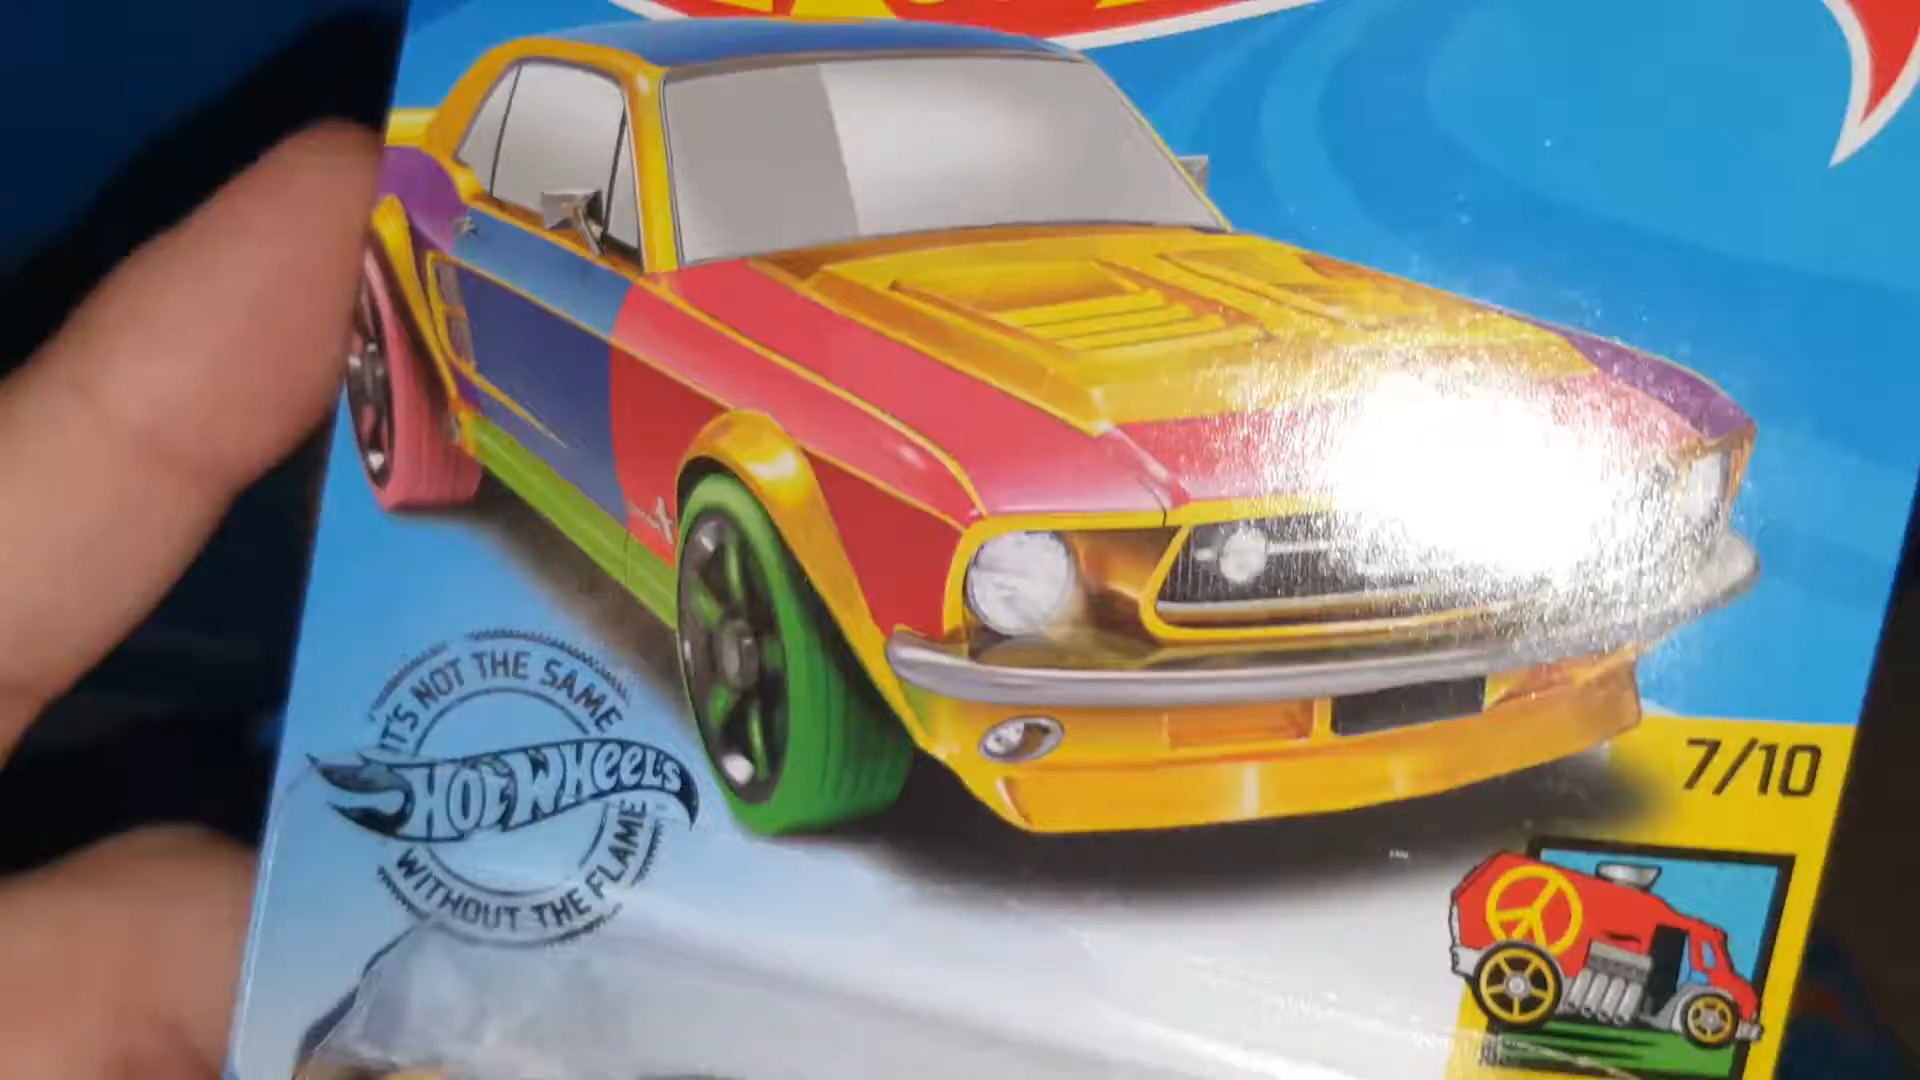 IT'S NOT THE SAME
HOT WHEELS
WITHOUT THE FLAME
7/10